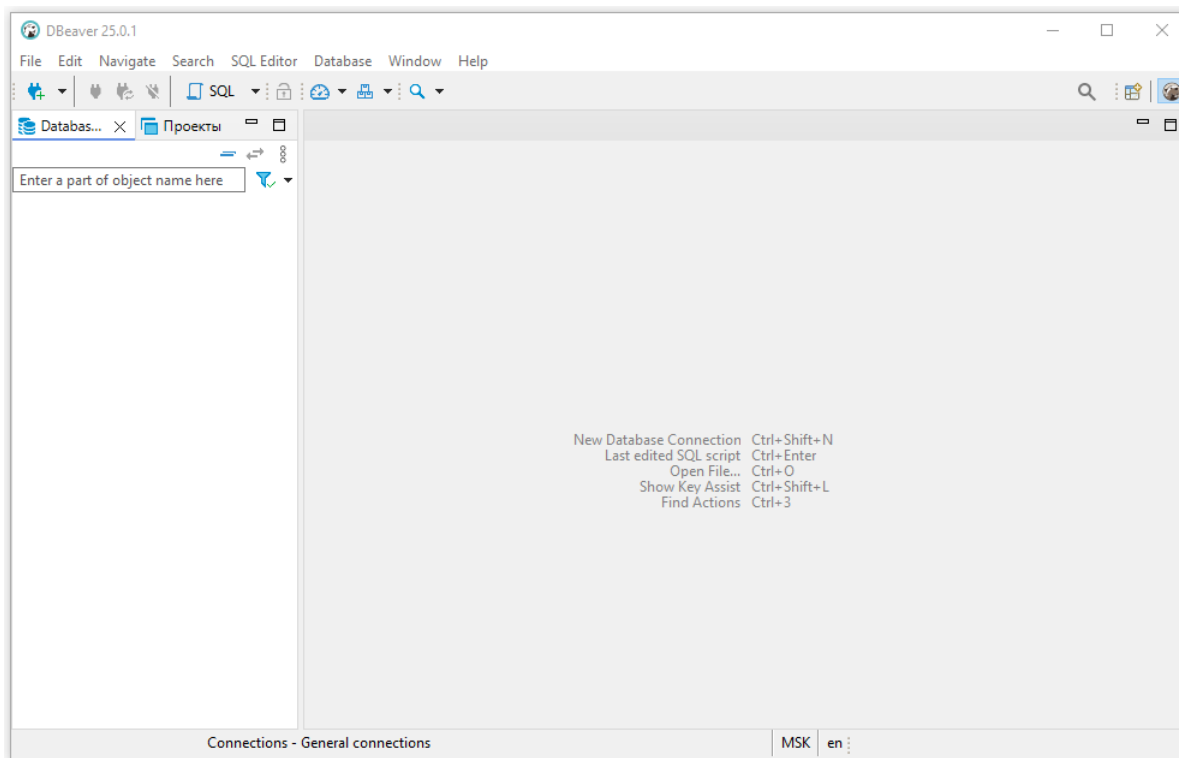 DBeaver 25.0.1
File Edit Navigate Search SQL Editor Database Window Help
SQL
Databas... Проекты
Enter a part of object name here
New Database Connection Ctrl+Shift+N
Last edited SQL script Ctrl+Enter
Open File... Ctrl+O
Show Key Assist Ctrl+Shift+L
Find Actions Ctrl+3
Connections - General connections MSK en